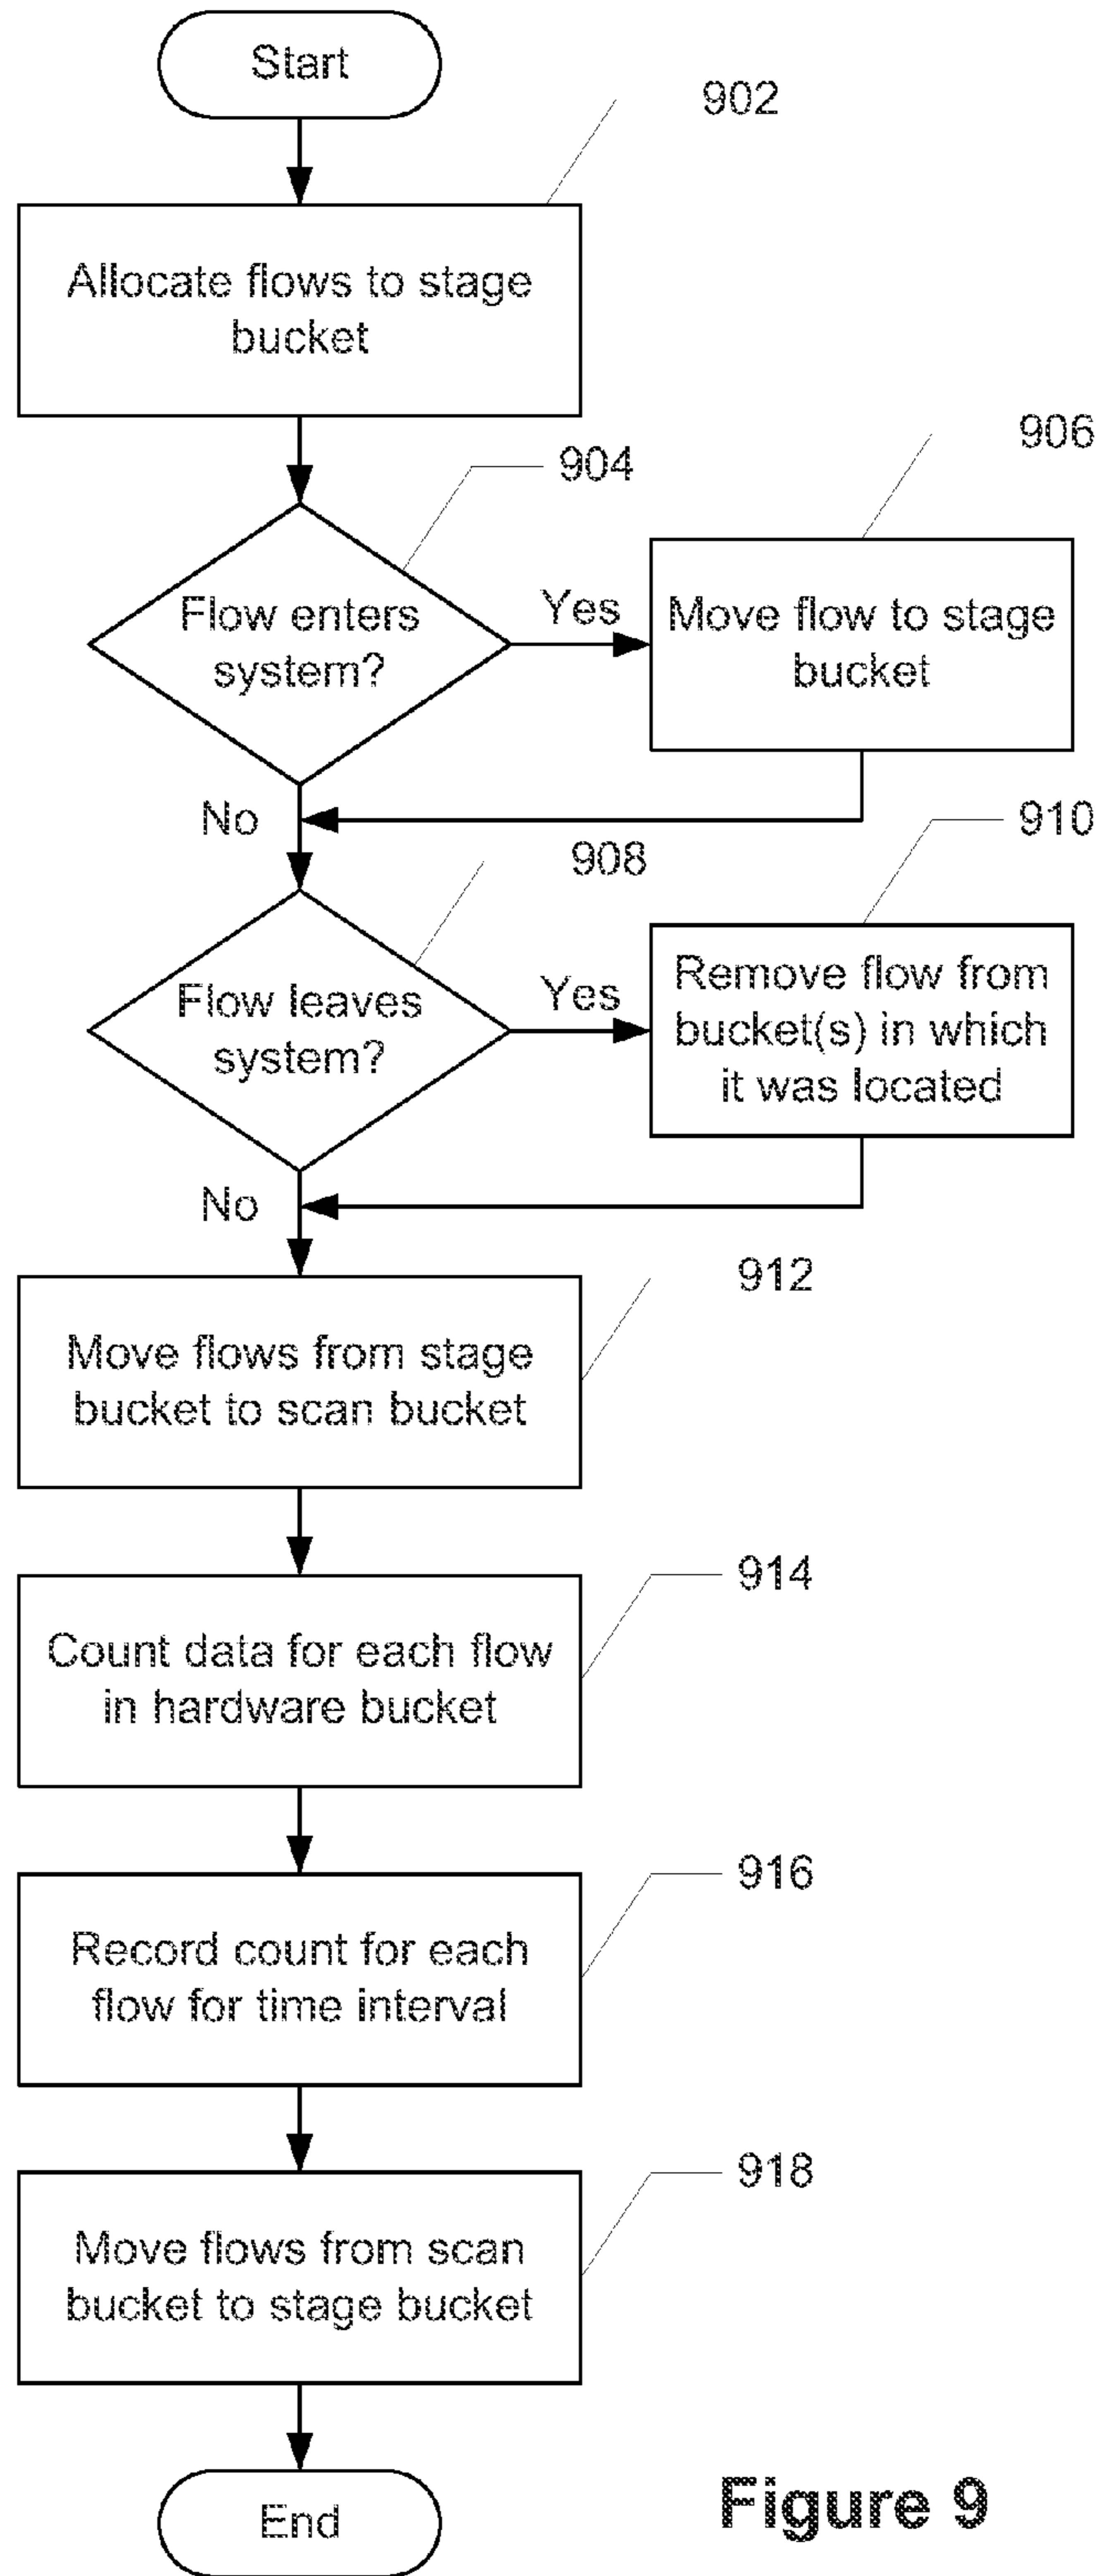 Start
902
Allocate flows to stage
bucket
904
906
Flow enters
system?
Yes
Move flow to stage
bucket
No
908
910
Flow leaves
system?
Yes
Remove flow from
bucket(s) in which
it was located
No
912
Move flows from stage
bucket to scan bucket
914
Count data for each flow
in hardware bucket
916
Record count for each
flow for time interval
918
Move flows from scan
bucket to stage bucket
End
Figure 9